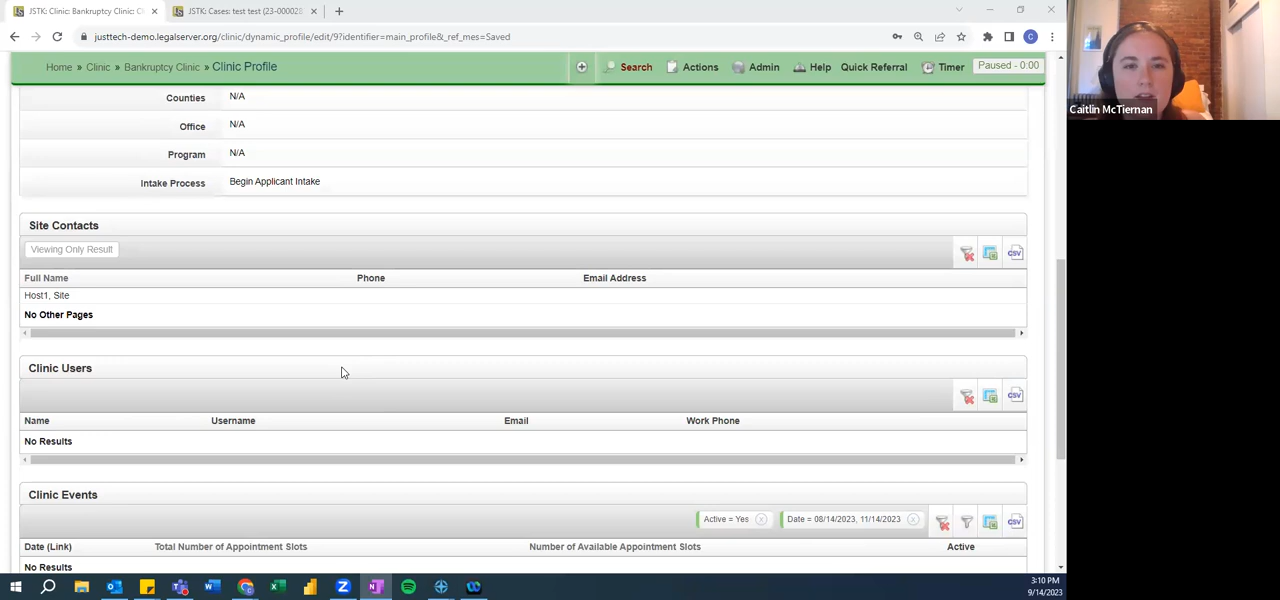 JSTK: Clinic: Bankruptcy Clinic: Cl
JSTK: Cases: test test (23-000028
justtech-demo.legalserver.org/clinic/dynamic_profile/edit/9?identifier=main_profile&_ref_mes=Saved
Home » Clinic » Bankruptcy Clinic » Clinic Profile
Search
Actions
Admin
Help
Quick Referral
Timer
Paused - 0:00
Counties N/A
Office N/A
Program N/A
Intake Process Begin Applicant Intake
Site Contacts
Viewing Only Result
CSV
Full Name Phone Email Address
Host1, Site
No Other Pages
Clinic Users
CSV
Name Username Email Work Phone
No Results
Clinic Events
Active = Yes Date = 08/14/2023, 11/14/2023
CSV
Date (Link) Total Number of Appointment Slots Number of Available Appointment Slots Active
No Results
Caitlin McTiernan
3:10 PM
9/14/2023